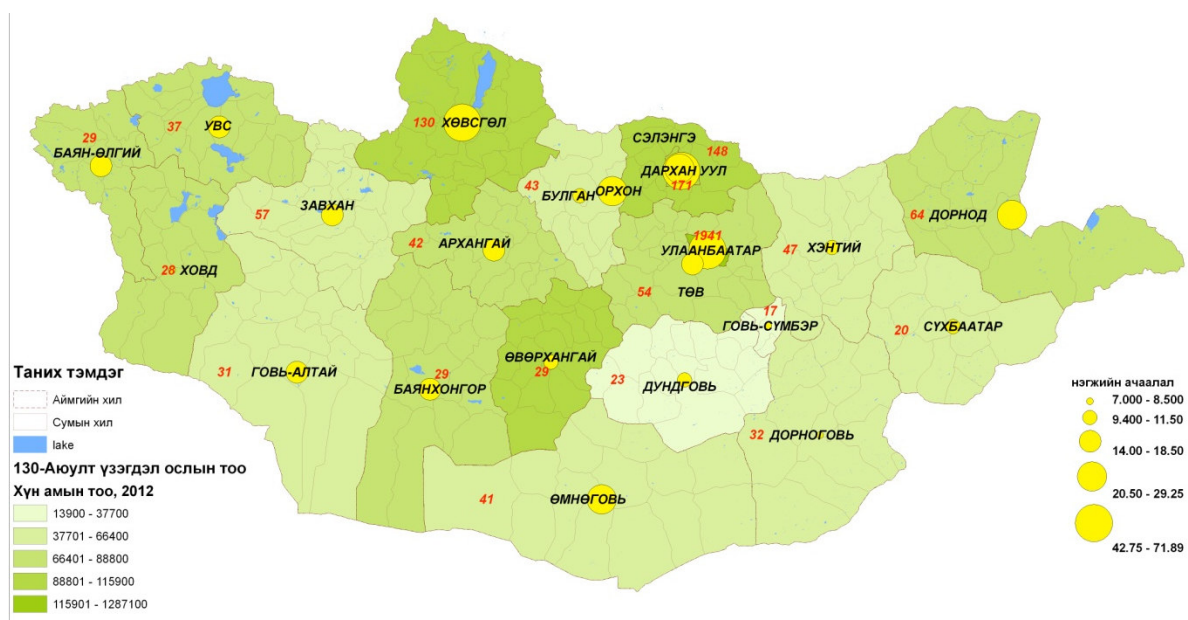 130 ХӨВСГӨЛ
СЭЛЭНГЭ
148
ДАРХАН УУЛ
171
37 УВС
29
БАЯН-ӨЛГИЙ
43
БУЛГАН
ОРХОН
57
ЗАВХАН
64 ДОРНОД
42 АРХАНГАЙ
1941
УЛААНБААТАР
47 ХЭНТИЙ
28 ХОВД
54 ТӨВ
17
ГОВЬ-СҮМБЭР
20 СҮХБААТАР
31 ГОВЬ-АЛТАЙ
29
БАЯНХОНГОР
ӨВӨРХАНГАЙ
29
23 ДУНДГОВЬ
32 ДОРНОГОВЬ
41 ӨМНӨГОВЬ
Таних тэмдэг
Аймгийн хил
Сумын хил
lake
130-Аюулт үзэгдэл ослын тоо
Хүн амын тоо, 2012
13900 - 37700
37701 - 66400
66401 - 88800
88801 - 115900
115901 - 1287100
нэгжийн ачаалал
7.000 - 8.500
9.400 - 11.50
14.00 - 18.50
20.50 - 29.25
42.75 - 71.89